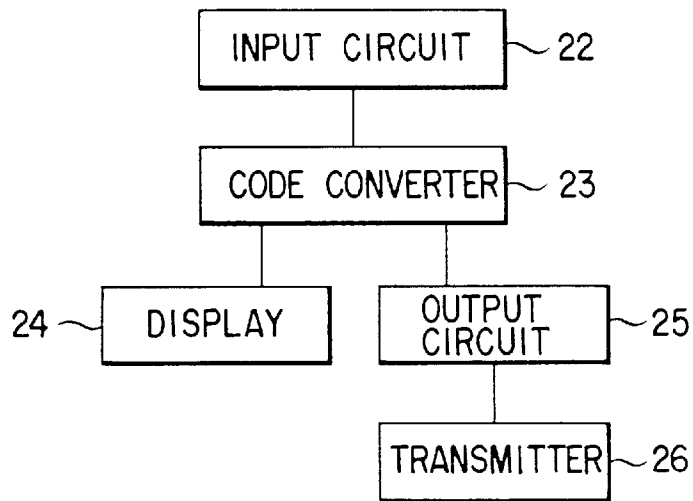 INPUT CIRCUIT 22
CODE CONVERTER 23
24 DISPLAY
OUTPUT CIRCUIT 25
TRANSMITTER 26